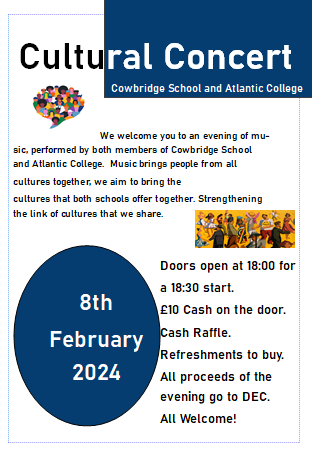 Cultural Concert
Cowbridge School and Atlantic College
We welcome you to an evening of mu-
sic, performed by both members of Cowbridge School
and Atlantic College. Music brings people from all
cultures together, we aim to bring the
cultures that both schools offer together. Strengthening
the link of cultures that we share.
8th
February
2024
Doors open at 18:00 for
a 18:30 start.
£10 Cash on the door.
Cash Raffle.
Refreshments to buy.
All proceeds of the
evening go to DEC.
All Welcome!